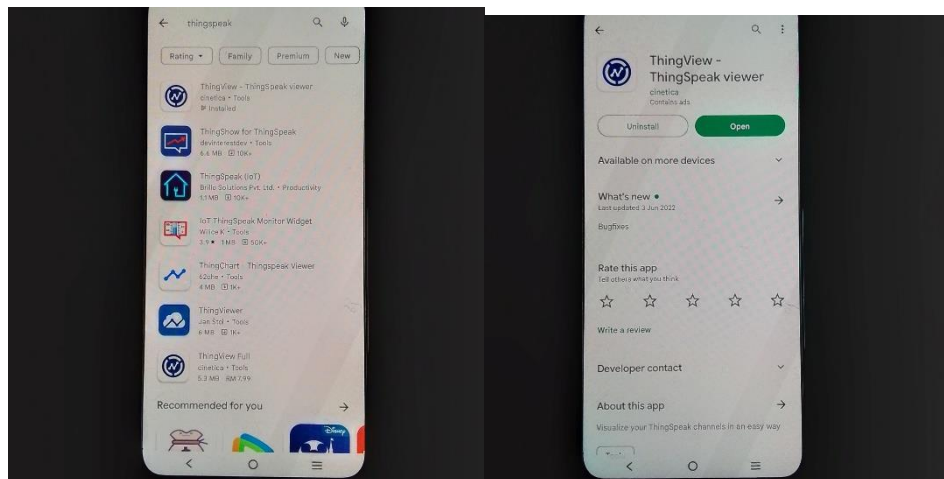 thingspeak
Rating
Family
Premium
New
ThingView - ThingSpeak viewer
cinetica • Tools
Installed
ThingShow for ThingSpeak
devinterestdev • Tools
6.6 MB 10K+
ThingSpeak (IoT)
Brille Solutions Pvt. Ltd. • Productivity
1.1 MB 10K+
IoT ThingSpeak Monitor Widget
• Tools
3.9 1 MB 50K+
ThingChart - Thingspeak Viewer
• Tools
4 MB 1K+
ThingViewer
Jan Stol • Tools
6 MB 1K+
ThingView Full
cinetica • Tools
5.3 MB RM 7.99
Recommended for you
Disney
ThingView -
ThingSpeak viewer
cinetica
Contains ads
Uninstall
Open
Available on more devices
What's new •
Last updated 3 Jun 2022
Bugfixes
Rate this app
Tell others what you think
Write a review
Developer contact
About this app
Visualize your ThingSpeak channels in an easy way